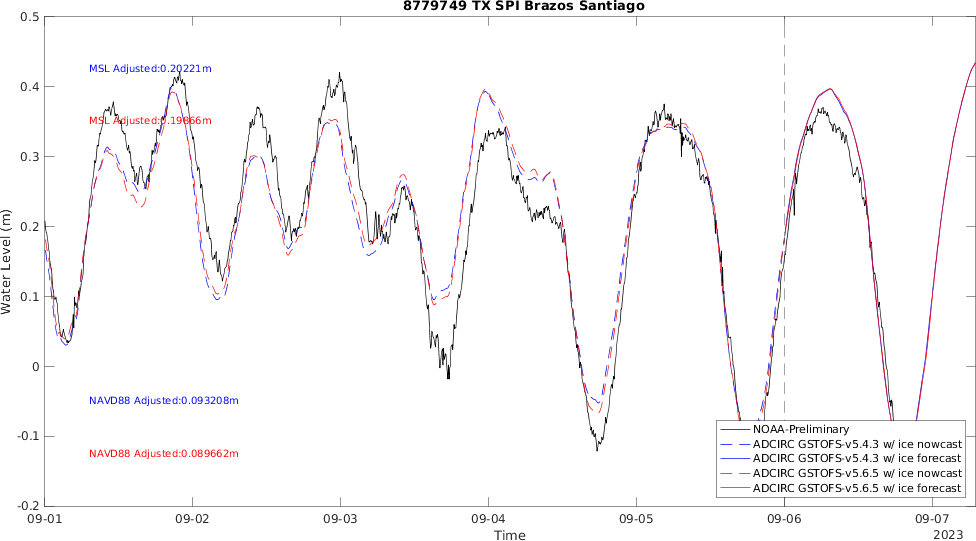 8779749 TX SPI Brazos Santiago
0.5
0.4
0.3
0.2
0.1
0
-0.1
-0.2
Water Level (m)
MSL Adjusted:0.20221m
MSL Adjusted:0.19866m
NAVD88 Adjusted:0.093208m
NAVD88 Adjusted:0.089662m
NOAA-Preliminary
ADCIRC GSTOFS-v5.4.3 w/ ice nowcast
ADCIRC GSTOFS-v5.4.3 w/ ice forecast
ADCIRC GSTOFS-v5.6.5 w/ ice nowcast
ADCIRC GSTOFS-v5.6.5 w/ ice forecast
09-01 09-02 09-03 09-04 09-05 09-06 09-07
Time
2023